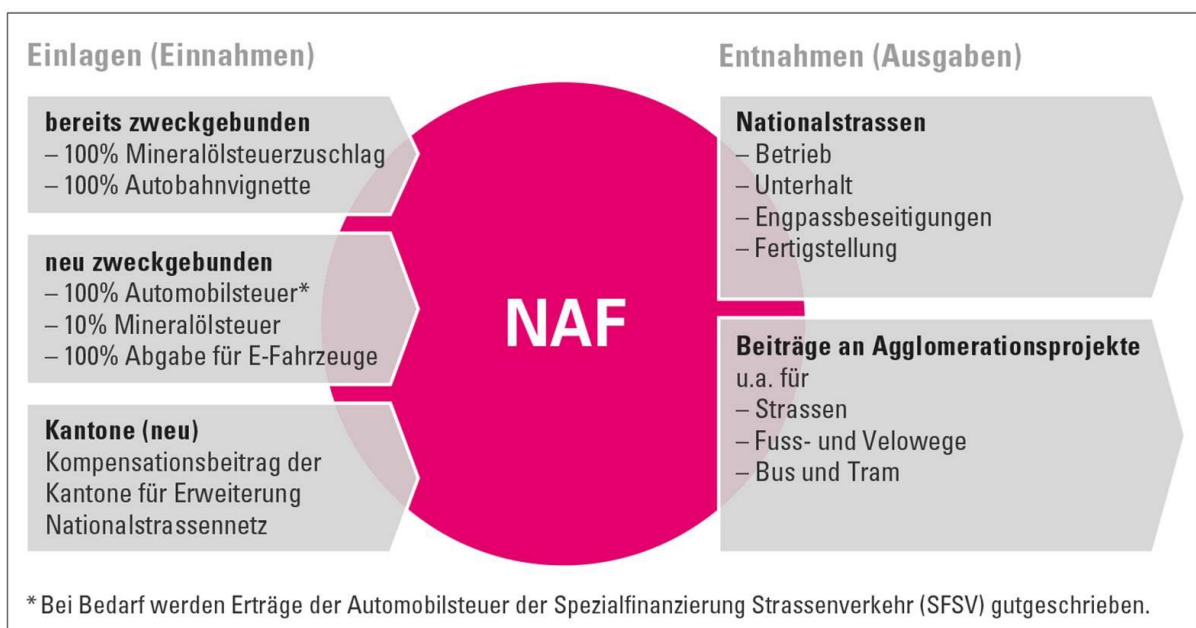 Einlagen (Einnahmen)
bereits zweckgebunden
– 100% Mineralölsteuerzuschlag
– 100% Autobahnvignette
neu zweckgebunden
– 100% Automobilsteuer*
– 10% Mineralölsteuer
– 100% Abgabe für E-Fahrzeuge
Kantone (neu)
Kompensationsbeitrag der
Kantone für Erweiterung
Nationalstrassennetz
NAF
Entnahmen (Ausgaben)
Nationalstrassen
– Betrieb
– Unterhalt
– Engpassbeseitigungen
– Fertigstellung
Beiträge an Agglomerationsprojekte
u.a. für
– Strassen
– Fuss- und Velowege
– Bus und Tram
* Bei Bedarf werden Erträge der Automobilsteuer der Spezialfinanzierung Strassenverkehr (SFSV) gutgeschrieben.